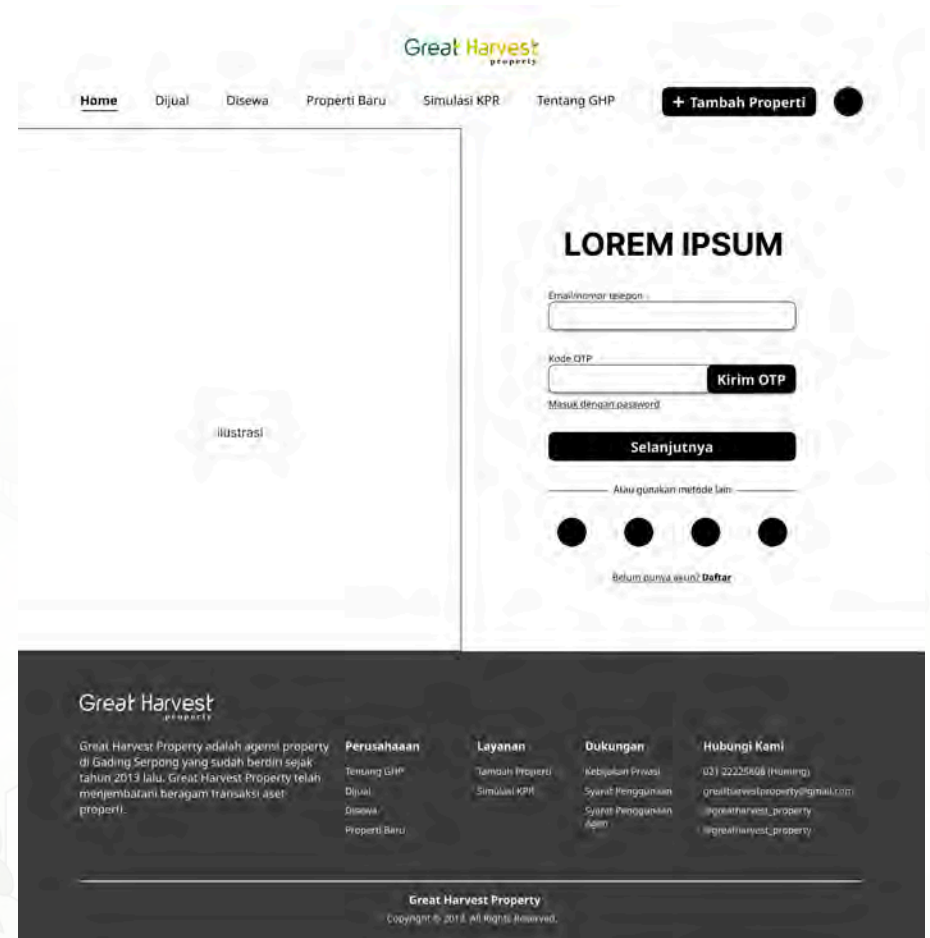 Great Harvest
property
Home Dijual Disewa Properti Baru Simulasi KPR Tentang GHP + Tambah Properti
LOREM IPSUM
Email/nomor telepon
Kode OTP
Kirim OTP
Masuk dengan password
ilustrasi
Selanjutnya
Atau gunakan metode lain
Belum punya akun? Daftar
Great Harvest
property
Great Harvest Property adalah agensi property
di Gading Serpong yang sudah berdiri sejak
tahun 2013 lalu. Great Harvest Property telah
menjembatani beragam transaksi aset
properti.
Perusahaaan
Tentang GHP
Dijual
Disewa
Properti Baru
Layanan
Tambah Properti
Simulasi KPR
Dukungan
Kebijakan Privasi
Syarat Penggunaan
Syarat Penggunaan
Agen
Hubungi Kami
021 22225808 (Hunting)
greatharvestproperty@gmail.com
@greatharvest_property
@greatharvest_property
Great Harvest Property
Copyright © 2013. All Rights Reserved.